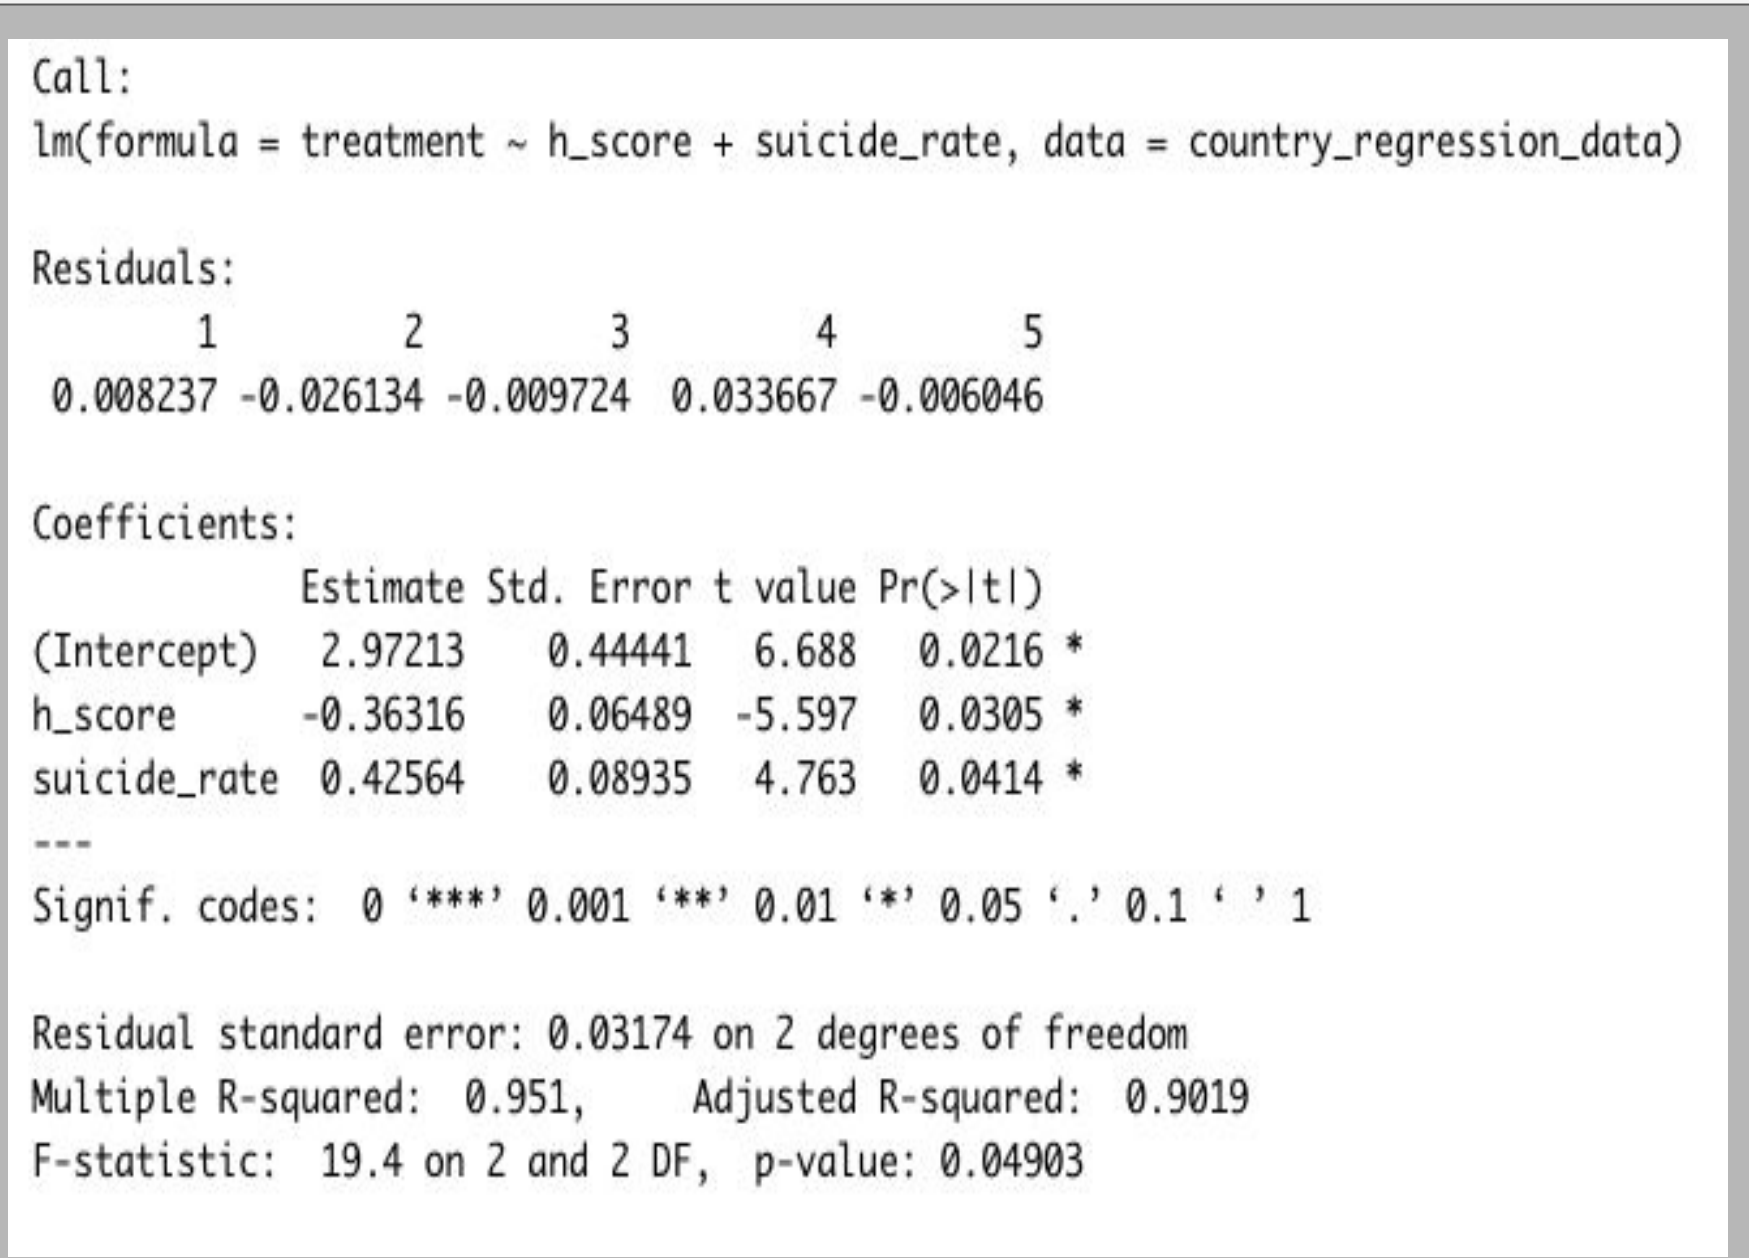 Call:
lm(formula = treatment ~ h_score + suicide_rate, data = country_regression_data)
Residuals:
1 2 3 4 5
0.008237 -0.026134 -0.009724 0.033667 -0.006046
Coefficients:
Estimate Std. Error t value Pr(>|t|)
(Intercept) 2.97213 0.44441 6.688 0.0216 *
h_score -0.36316 0.06489 -5.597 0.0305 *
suicide_rate 0.42564 0.08935 4.763 0.0414 *
---
Signif. codes: 0 ‘***’ 0.001 ‘**’ 0.01 ‘*’ 0.05 ‘.’ 0.1 ‘ ’ 1
Residual standard error: 0.03174 on 2 degrees of freedom
Multiple R-squared: 0.951, Adjusted R-squared: 0.9019
F-statistic: 19.4 on 2 and 2 DF, p-value: 0.04903